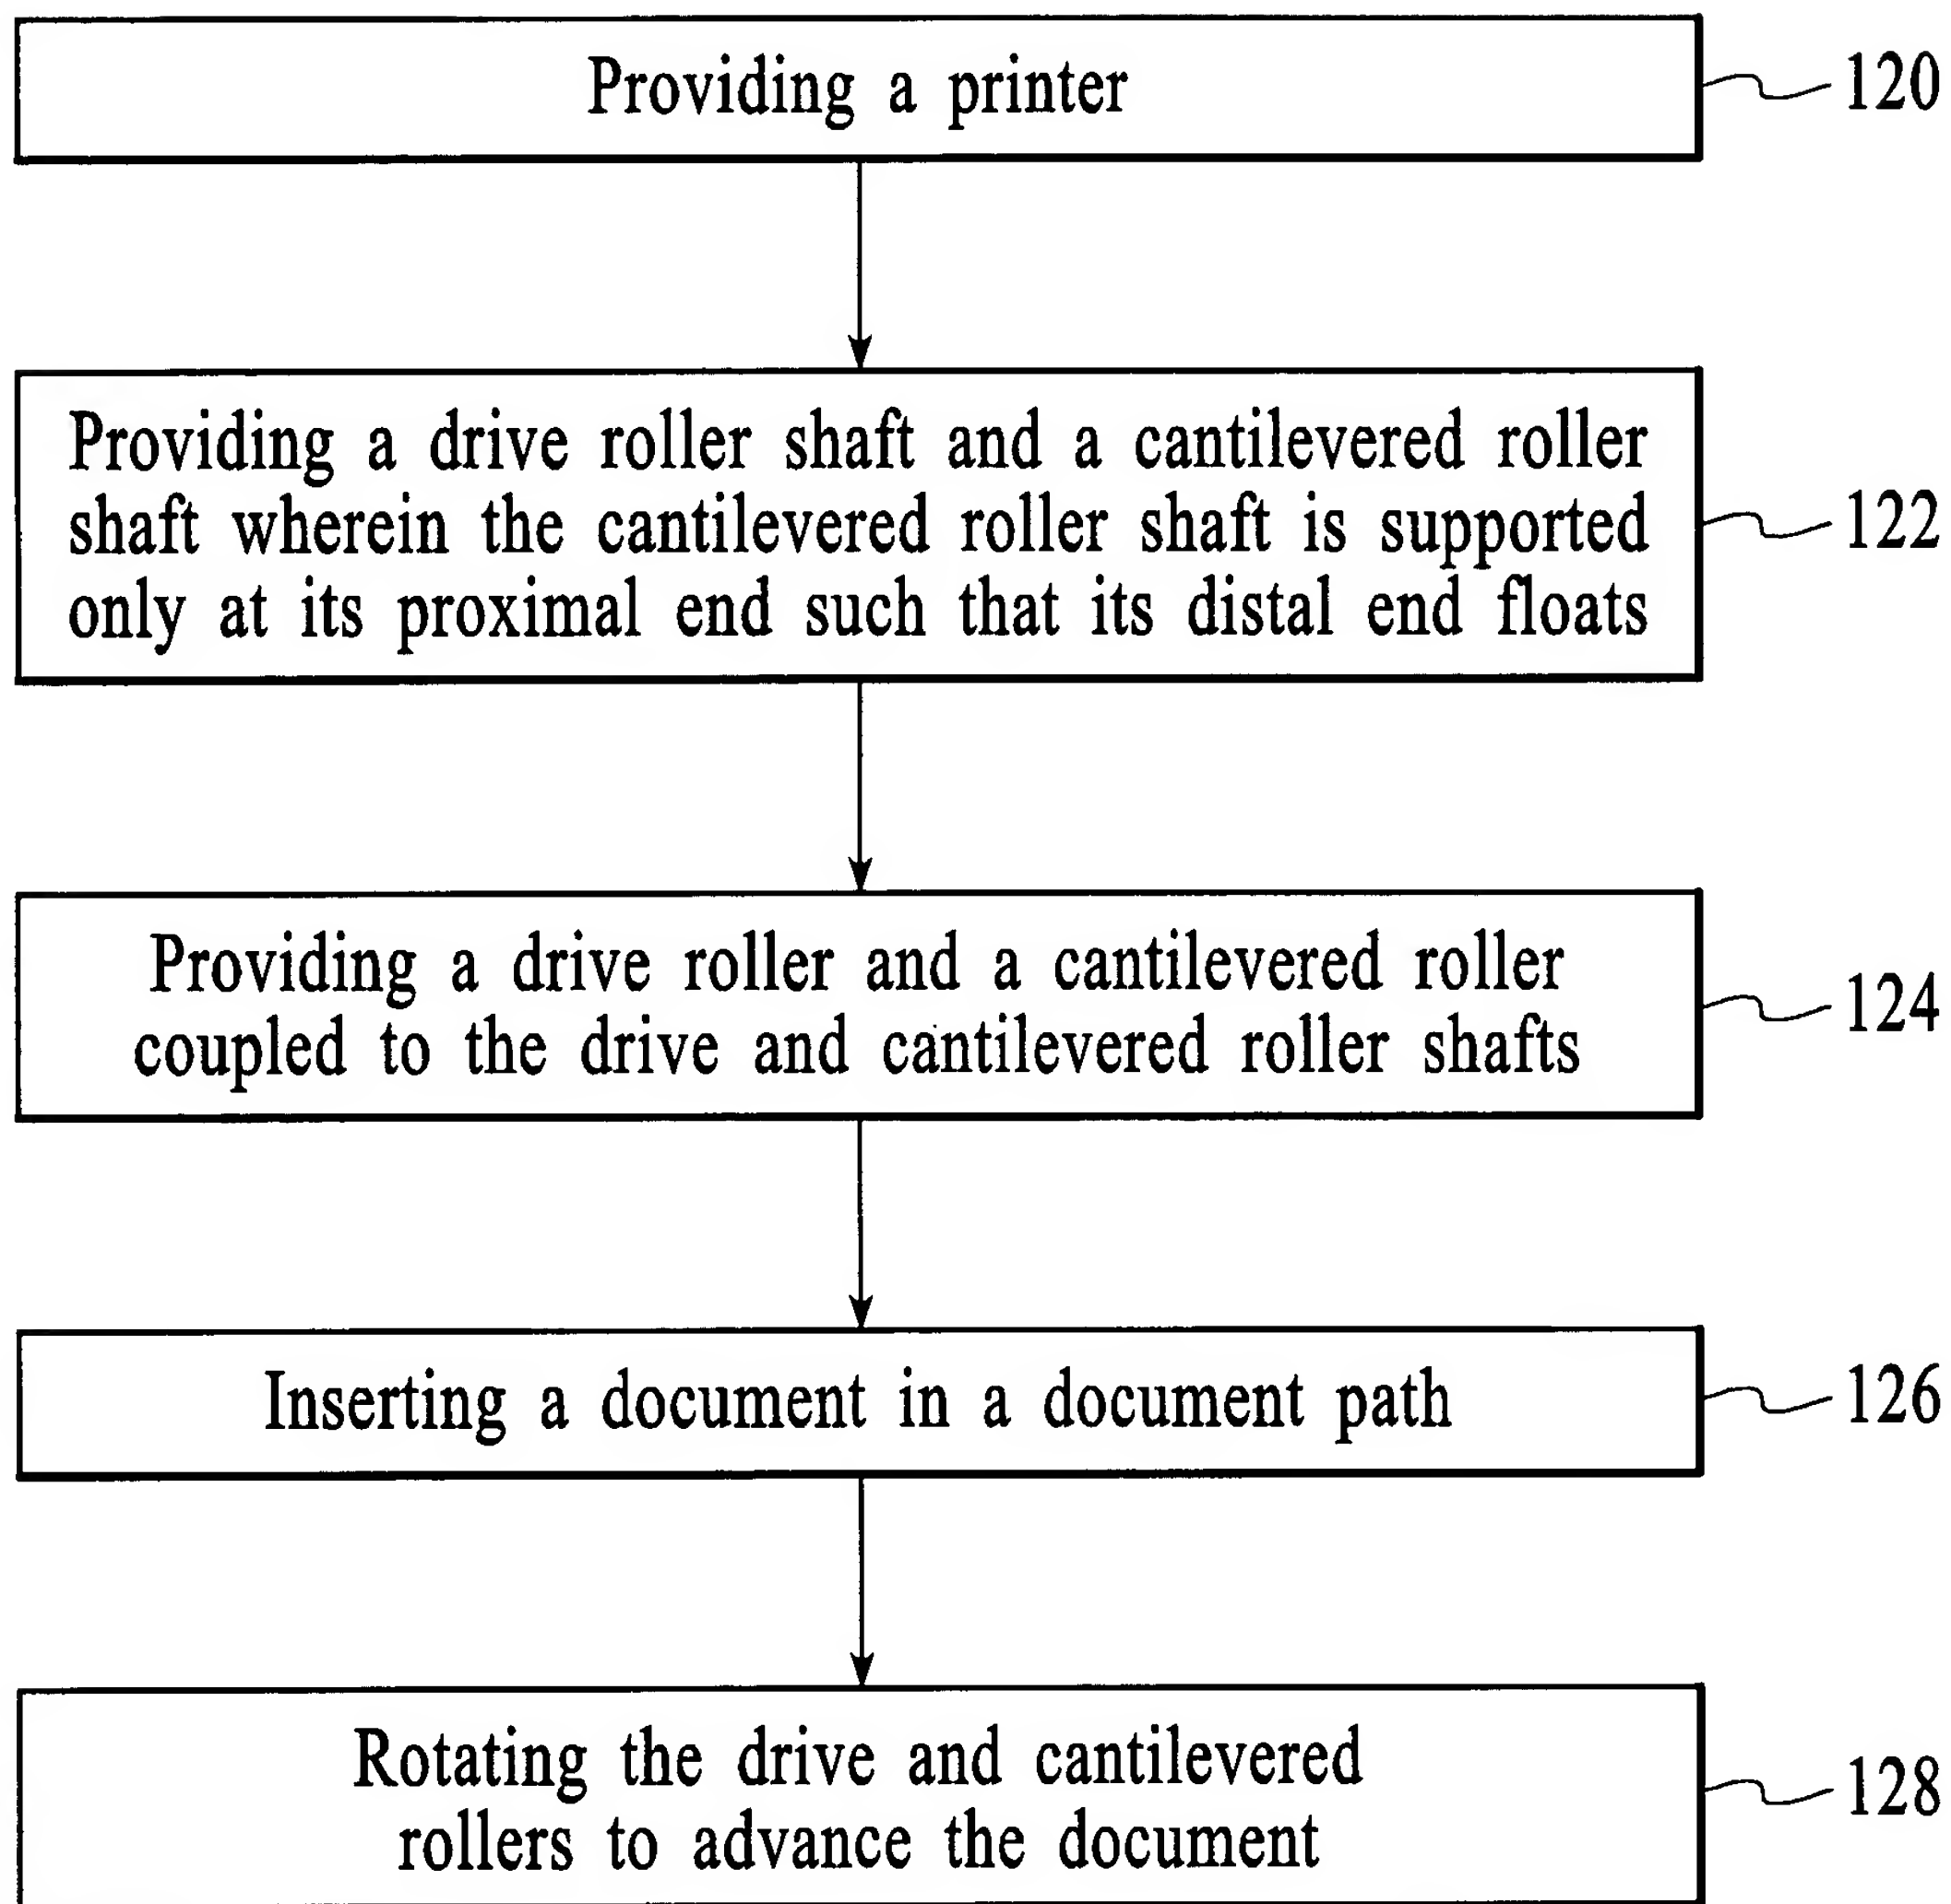 Providing a printer
120
Providing a drive roller shaft and a cantilevered roller
shaft wherein the cantilevered roller shaft is supported
only at its proximal end such that its distal end floats
122
Providing a drive roller and a cantilevered roller
coupled to the drive and cantilevered roller shafts
124
Inserting a document in a document path
126
Rotating the drive and cantilevered
rollers to advance the document
128